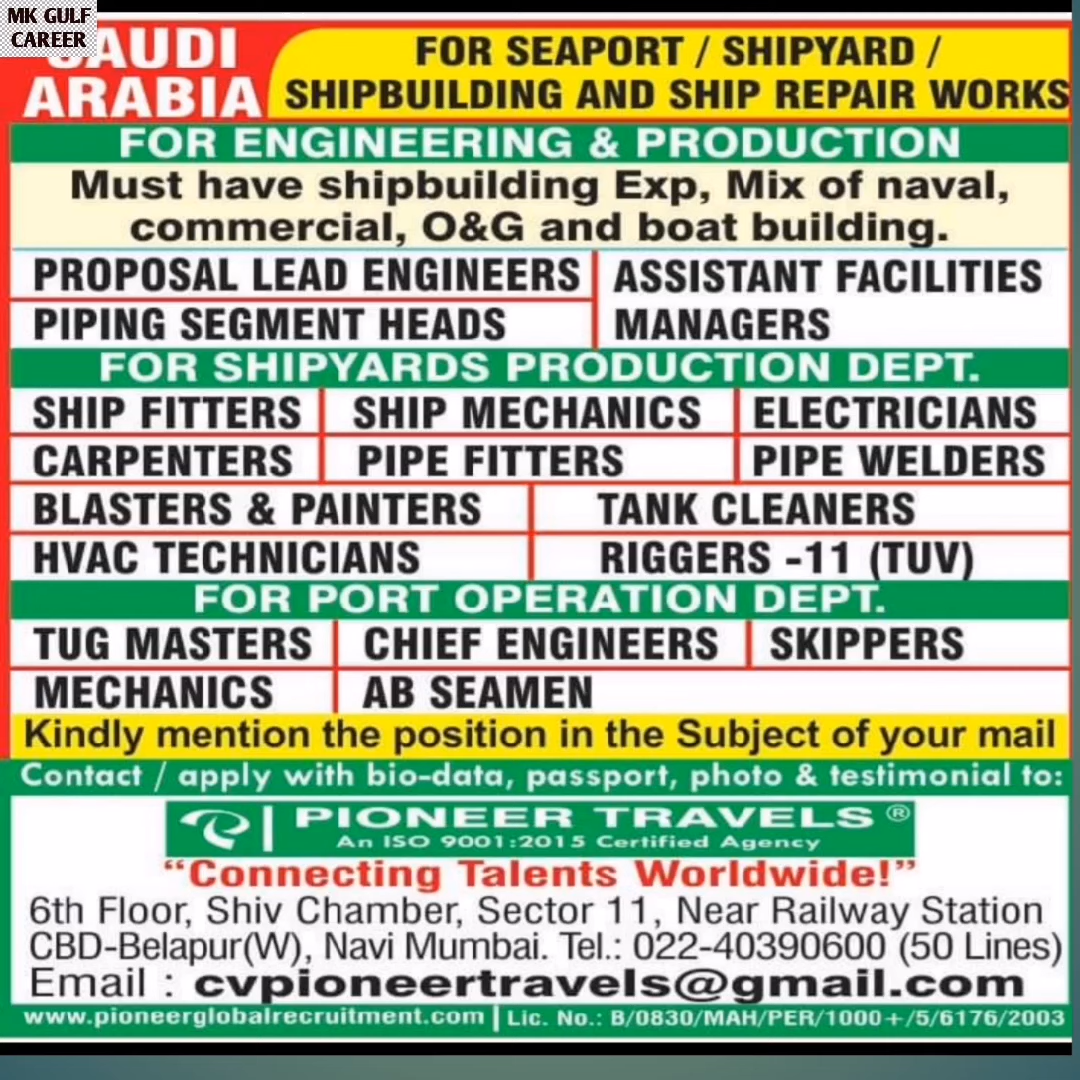 MK GULF
CAREER
SAUDI
ARABIA
FOR SEAPORT / SHIPYARD /
SHIPBUILDING AND SHIP REPAIR WORKS
FOR ENGINEERING & PRODUCTION
Must have shipbuilding Exp, Mix of naval,
commercial, O&G and boat building.
PROPOSAL LEAD ENGINEERS
PIPING SEGMENT HEADS
ASSISTANT FACILITIES
MANAGERS
FOR SHIPYARDS PRODUCTION DEPT.
SHIP FITTERS SHIP MECHANICS ELECTRICIANS
CARPENTERS PIPE FITTERS PIPE WELDERS
BLASTERS & PAINTERS TANK CLEANERS
HVAC TECHNICIANS RIGGERS -11 (TUV)
FOR PORT OPERATION DEPT.
TUG MASTERS CHIEF ENGINEERS SKIPPERS
MECHANICS AB SEAMEN
Kindly mention the position in the Subject of your mail
Contact / apply with bio-data, passport, photo & testimonial to:
PIONEER TRAVELS ®
An ISO 9001:2015 Certified Agency
"Connecting Talents Worldwide!"
6th Floor, Shiv Chamber, Sector 11, Near Railway Station
CBD-Belapur(W), Navi Mumbai. Tel.: 022-40390600 (50 Lines)
Email : cvpioneertravels@gmail.com
www.pioneerglobalrecruitment.com | Lic. No.: B/0830/MAH/PER/1000+/5/6176/2003